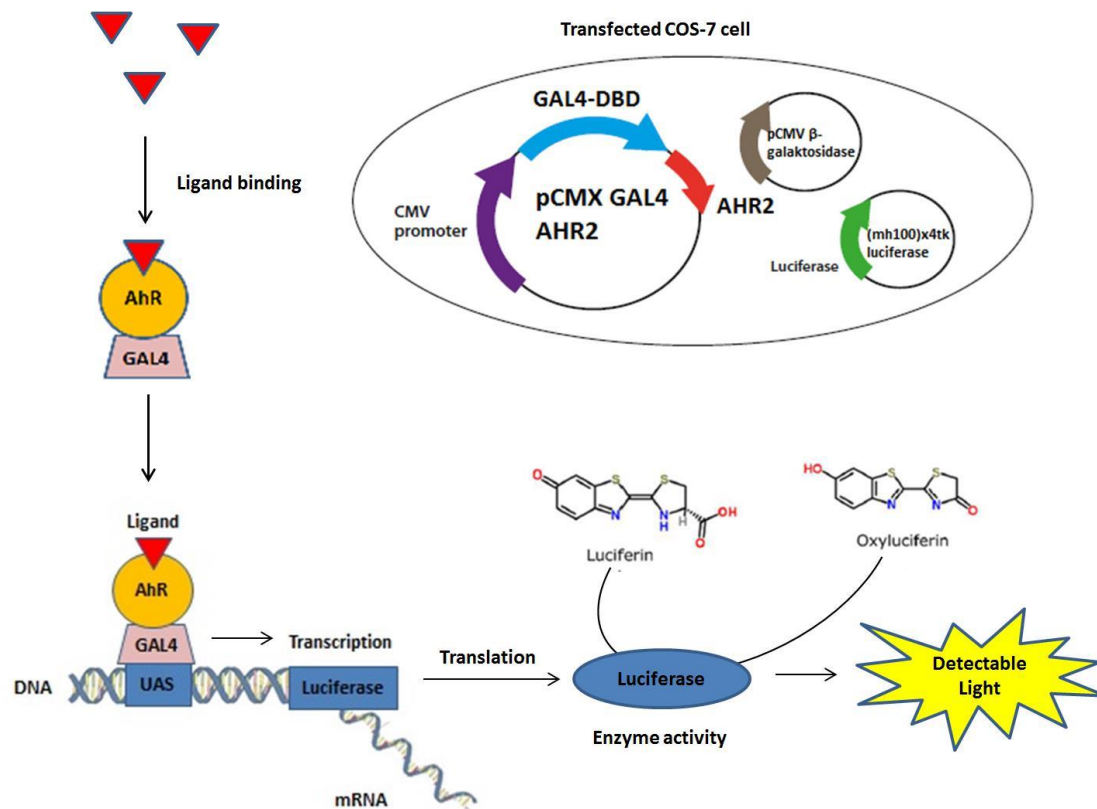 Transfected COS-7 cell
GAL4-DBD
pCMV β-
galaktosidase
Ligand binding
CMV
promoter
pCMX GAL4
AHR2
AHR2
(mh100)x4tk
luciferase
Luciferase
AhR
GAL4
Ligand
AhR
GAL4
Transcription
DNA
UAS
Luciferase
mRNA
Translation
O
S
S
N
N
H
H
OH
O
Luciferin
HO
S
S
N
N
O
Oxyluciferin
Luciferase
Enzyme activity
Detectable
Light